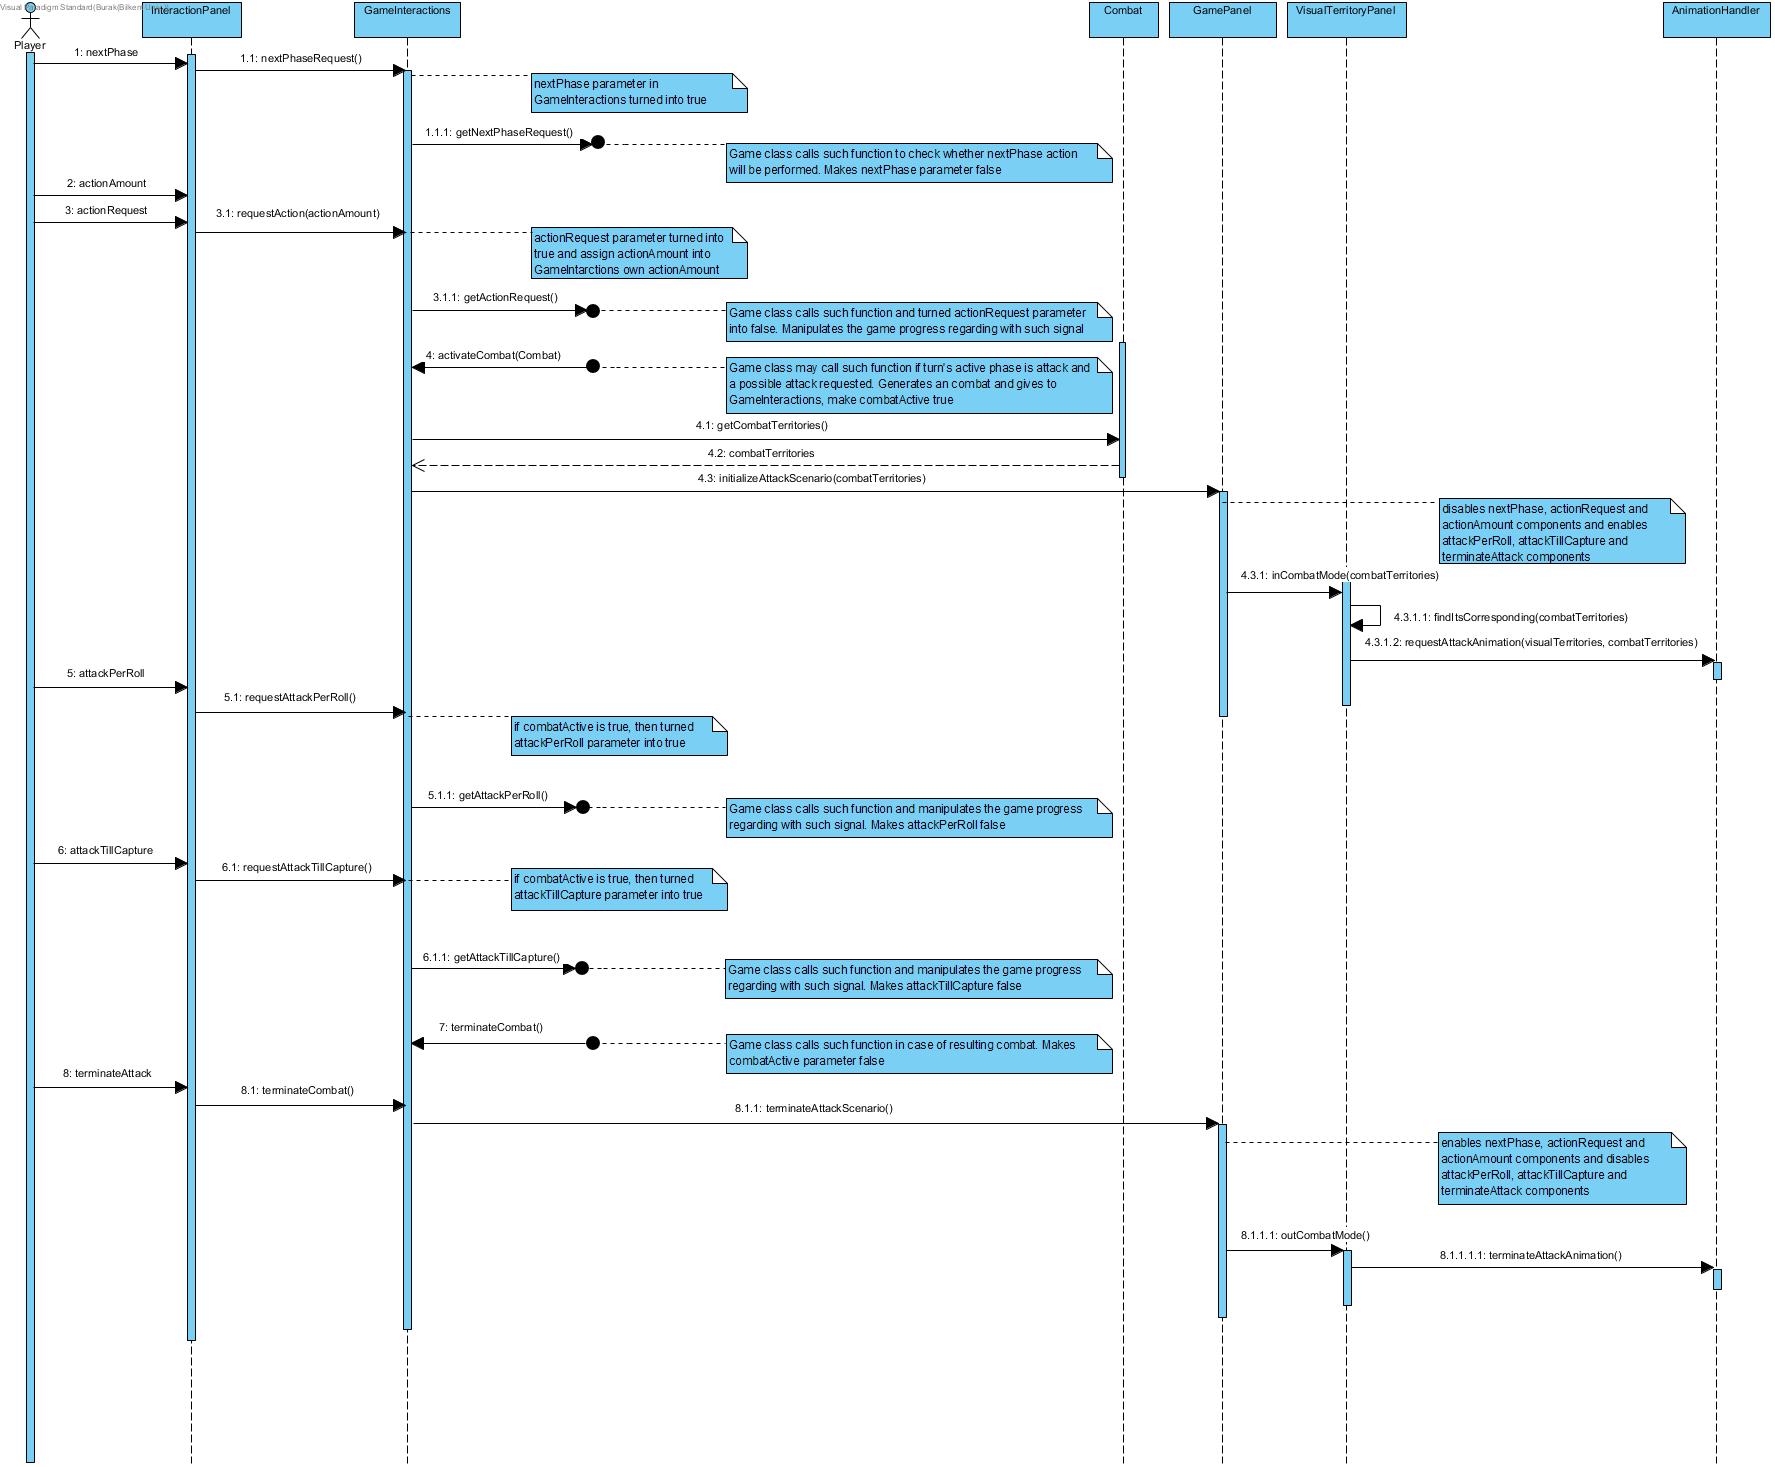 Visual Paradigm Standard(Burak(Bilkent
InteractionPanel
GameInteractions
Combat
GamePanel
VisualTerritoryPanel
AnimationHandler
Player
1: nextPhase
1.1: nextPhaseRequest()
nextPhase parameter in
GameInteractions turned into true
1.1.1: getNextPhaseRequest()
Game class calls such function to check whether nextPhase action
will be performed. Makes nextPhase parameter false
2: actionAmount
3: actionRequest
3.1: requestAction(actionAmount)
actionRequest parameter turned into
true and assign actionAmount into
GameIntarctions own actionAmount
3.1.1: getActionRequest()
Game class calls such function and turned actionRequest parameter
into false. Manipulates the game progress regarding with such signal
4: activateCombat(Combat)
Game class may call such function if turn's active phase is attack and
a possible attack requested. Generates an combat and gives to
GameInteractions, make combatActive true
4.1: getCombatTerritories()
4.2: combatTerritories
4.3: initializeAttackScenario(combatTerritories)
disables nextPhase, actionRequest and
actionAmount components and enables
attackPerRoll, attackTillCapture and
terminateAttack components
4.3.1: inCombatMode(combatTerritories)
4.3.1.1: findItsCorresponding(combatTerritories)
4.3.1.2: requestAttackAnimation(visualTerritories, combatTerritories)
5: attackPerRoll
5.1: requestAttackPerRoll()
if combatActive is true, then turned
attackPerRoll parameter into true
5.1.1: getAttackPerRoll()
Game class calls such function and manipulates the game progress
regarding with such signal. Makes attackPerRoll false
6: attackTillCapture
6.1: requestAttackTillCapture()
if combatActive is true, then turned
attackTillCapture parameter into true
6.1.1: getAttackTillCapture()
Game class calls such function and manipulates the game progress
regarding with such signal. Makes attackTillCapture false
7: terminateCombat()
Game class calls such function in case of resulting combat. Makes
combatActive parameter false
8: terminateAttack
8.1: terminateCombat()
8.1.1: terminateAttackScenario()
enables nextPhase, actionRequest and
actionAmount components and disables
attackPerRoll, attackTillCapture and
terminateAttack components
8.1.1.1: outCombatMode()
8.1.1.1.1: terminateAttackAnimation()